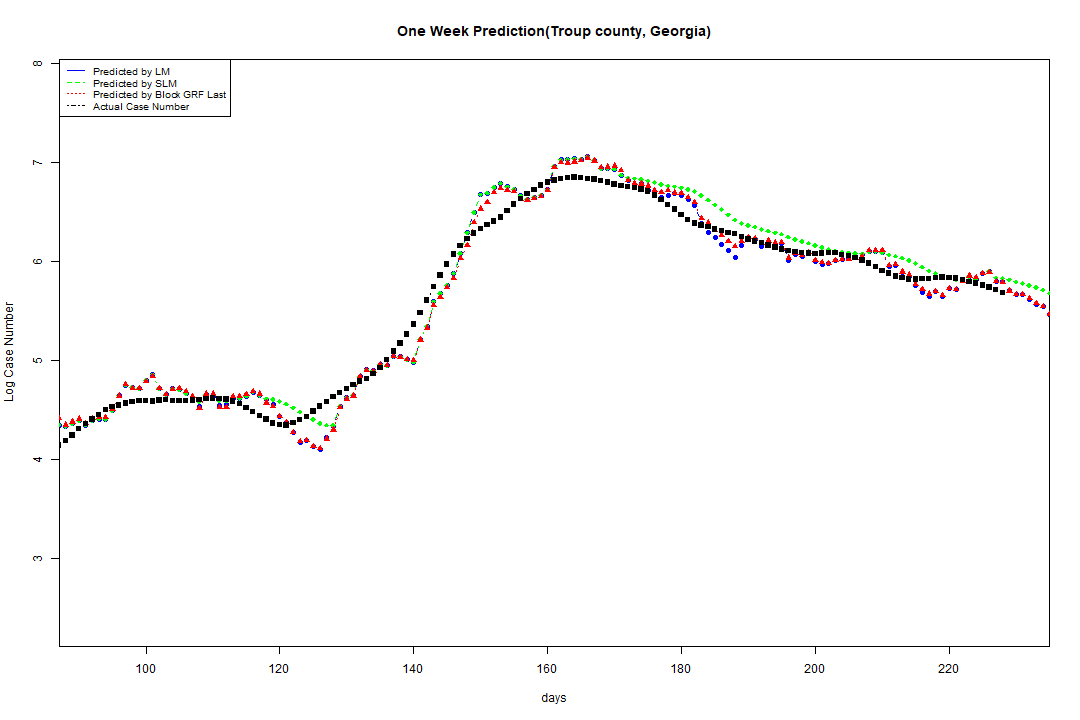 One Week Prediction(Troup county, Georgia)
Predicted by LM
Predicted by SLM
Predicted by Block GRF Last
Actual Case Number
8
7
6
5
4
3
Log Case Number
100 120 140 160 180 200 220
days